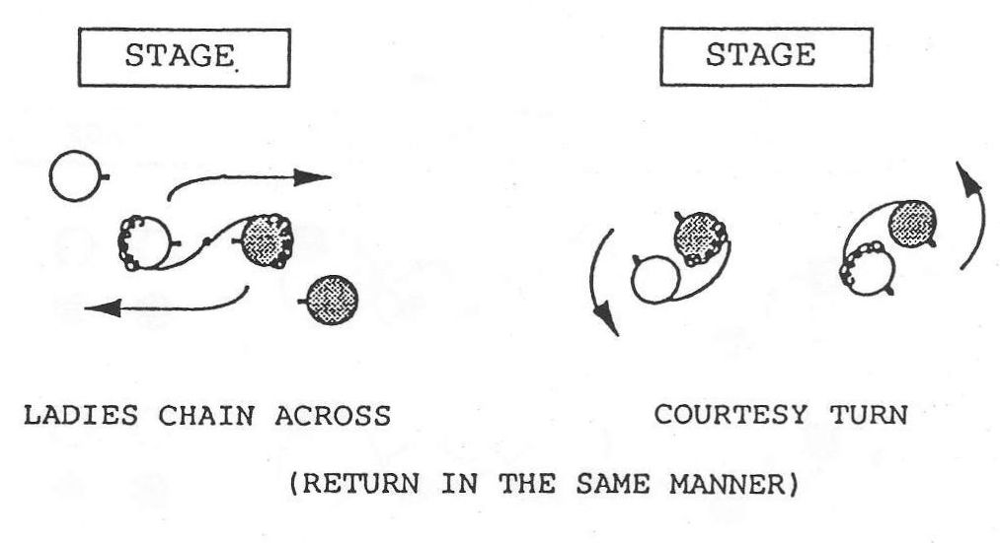 STAGE
STAGE
LADIES CHAIN ACROSS
COURTESY TURN
(RETURN IN THE SAME MANNER)